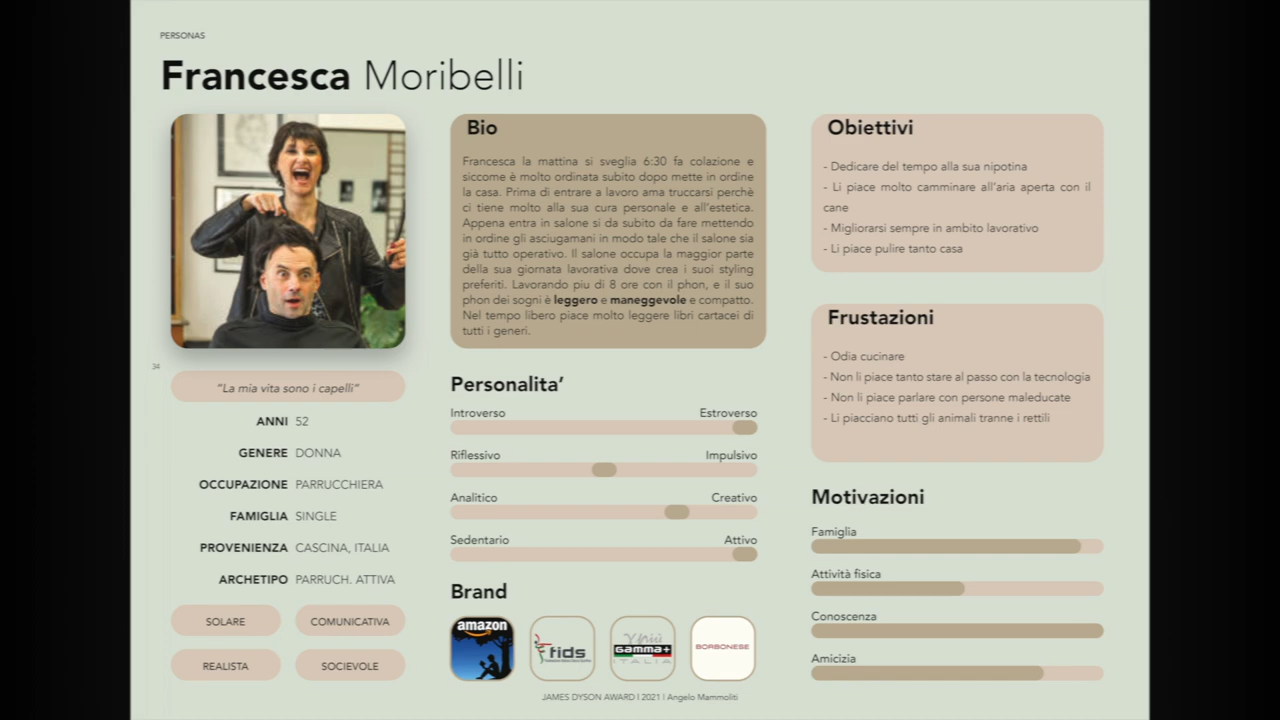 PERSONAS
Francesca Moribelli
34
"La mia vita sono i capelli"
ANNI 52
GENERE DONNA
OCCUPAZIONE PARRUCCHIERA
FAMIGLIA SINGLE
PROVENIENZA CASCINA, ITALIA
ARCHETIPO PARRUCH. ATTIVA
SOLARE COMUNICATIVA
REALISTA SOCIEVOLE
Bio
Francesca la mattina si sveglia 6:30 fa colazione e
siccome è molto ordinata subito dopo mette in ordine
la casa. Prima di entrare a lavoro ama truccarsi perchè
ci tiene molto alla sua cura personale e all'estetica.
Appena entra in salone si da subito da fare mettendo
in ordine gli asciugamani in modo tale che il salone sia
già tutto operativo. Il salone occupa la maggior parte
della sua giornata lavorativa dove crea i suoi styling
preferiti. Lavorando piu di 8 ore con il phon, e il suo
phon dei sogni è leggero e maneggevole e compatto.
Nel tempo libero piace molto leggere libri cartacei di
tutti i generi.
Personalita'
Introverso Estroverso
Riflessivo Impulsivo
Analitico Creativo
Sedentario Attivo
Brand
amazon
fids
più
GAMMA+
ITALIA
BORBONESE
Obiettivi
- Dedicare del tempo alla sua nipotina
- Li piace molto camminare all'aria aperta con il
cane
- Migliorarsi sempre in ambito lavorativo
- Li piace pulire tanto casa
Frustazioni
- Odia cucinare
- Non li piace tanto stare al passo con la tecnologia
- Non li piace parlare con persone maleducate
- Li piacciano tutti gli animali tranne i rettili
Motivazioni
Famiglia
Attività fisica
Conoscenza
Amicizia
JAMES DYSON AWARD | 2021 | Angelo Mammoliti